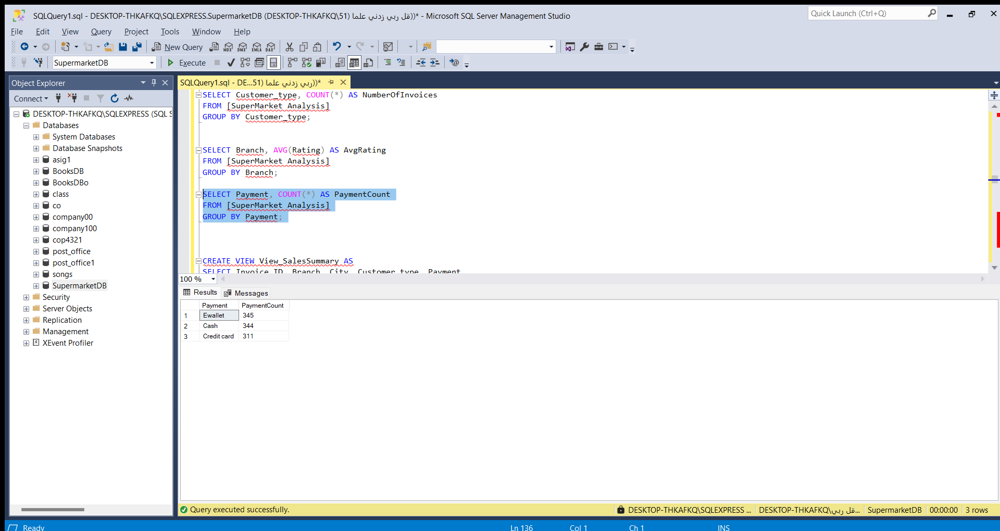 SQLQuery1.sql - DESKTOP-THKAFKQ\SQLEXPRESS.SupermarketDB (DESKTOP-THKAFKQ\قل ربي زدني علما (51))* - Microsoft SQL Server Management Studio
Quick Launch (Ctrl+Q)
File Edit View Query Project Tools Window Help
New Query MDX DMX XMLA DAX
SupermarketDB Execute
Object Explorer
SQLQuery1.sql - DE...ربي زدني علما (51))*
Connect
DESKTOP-THKAFKQ\SQLEXPRESS (SQL S
Databases
System Databases
Database Snapshots
asig1
BooksDB
BooksDBo
class
co
company00
company100
cop4321
post_office
post_office1
songs
SupermarketDB
Security
Server Objects
Replication
Management
XEvent Profiler
SELECT Customer_type, COUNT(*) AS NumberOfInvoices
FROM [SuperMarket Analysis]
GROUP BY Customer_type;
SELECT Branch, AVG(Rating) AS AvgRating
FROM [SuperMarket Analysis]
GROUP BY Branch;
SELECT Payment, COUNT(*) AS PaymentCount
FROM [SuperMarket Analysis]
GROUP BY Payment;
CREATE VIEW View_SalesSummary AS
SELECT Invoice_ID, Branch, City, Customer_type, Payment,
100 %
Results Messages
Payment PaymentCount
1 Ewallet 345
2 Cash 344
3 Credit card 311
Query executed successfully.
DESKTOP-THKAFKQ\SQLEXPRESS ... DESKTOP-THKAFKQ\قل ربي... SupermarketDB 00:00:00 3 rows
Ready Ln 136 Col 1 Ch 1 INS